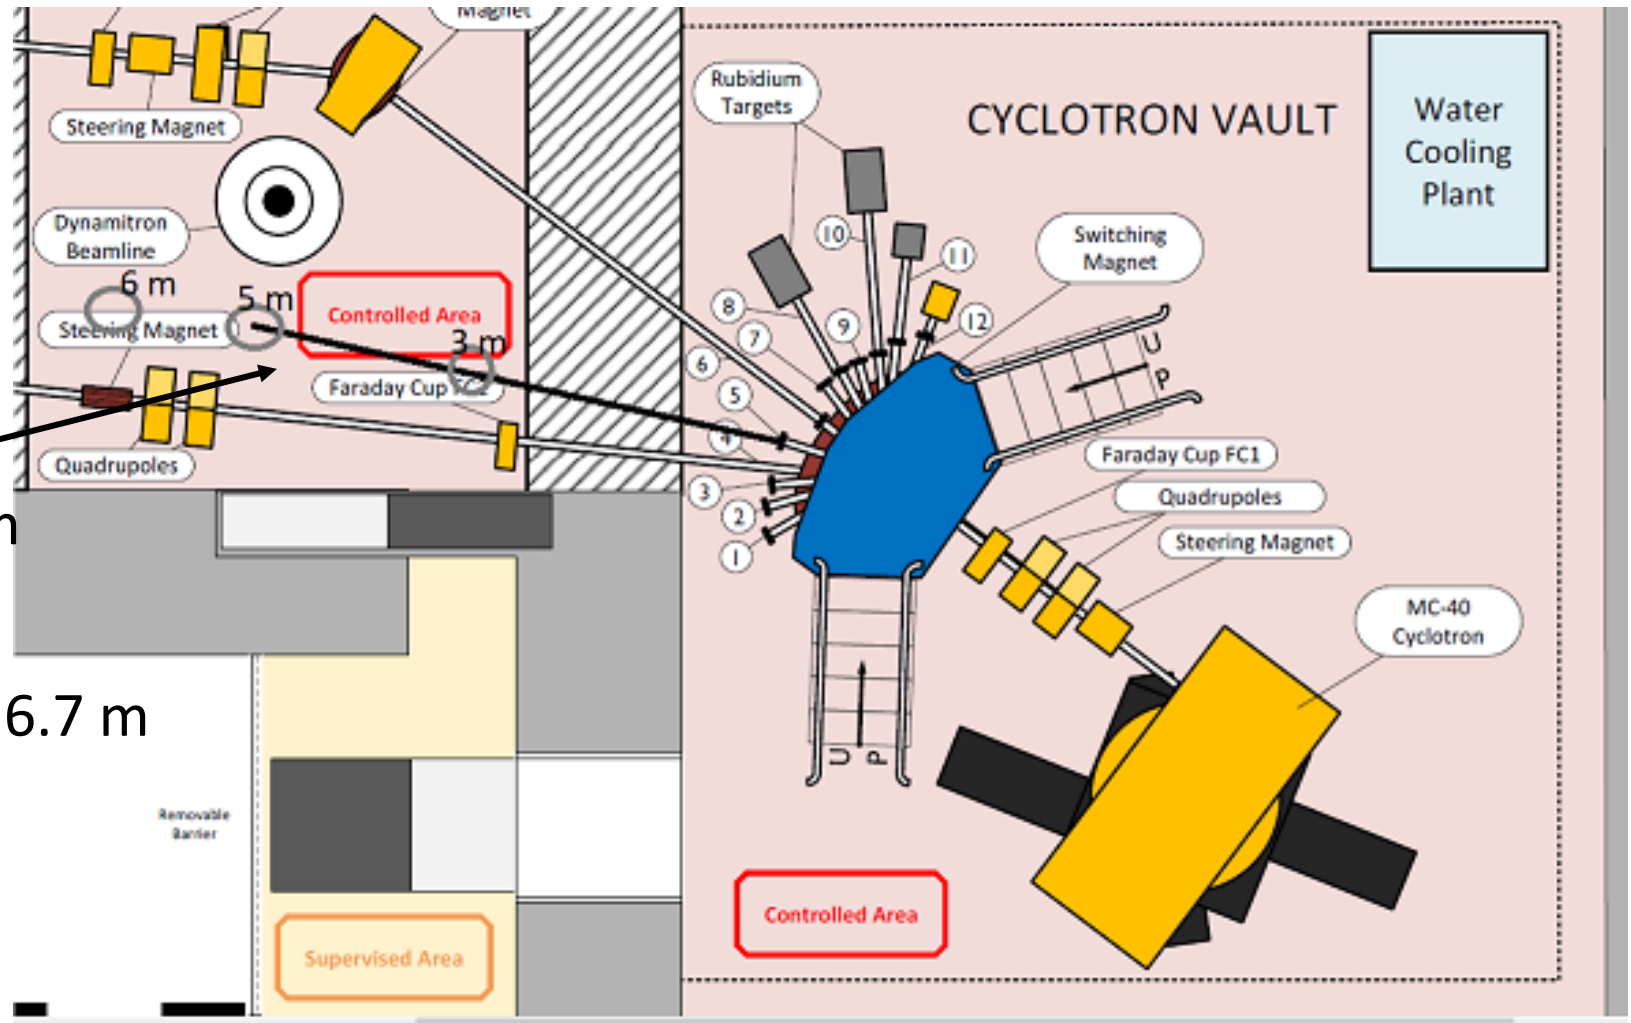 Magnet
Steering Magnet
Dynamitron
Beamline
6 m
5 m
Steering Magnet
Controlled Area
3 m
Faraday Cup
Quadrupoles
m
6.7 m
Removable
Barrier
Supervised Area
Rubidium
Targets
CYCLOTRON VAULT
Water
Cooling
Plant
10
11
Switching
Magnet
8
9
12
7
6
5
4
3
2
1
U
P
Faraday Cup FC1
Quadrupoles
Steering Magnet
MC-40
Cyclotron
U
P
Controlled Area